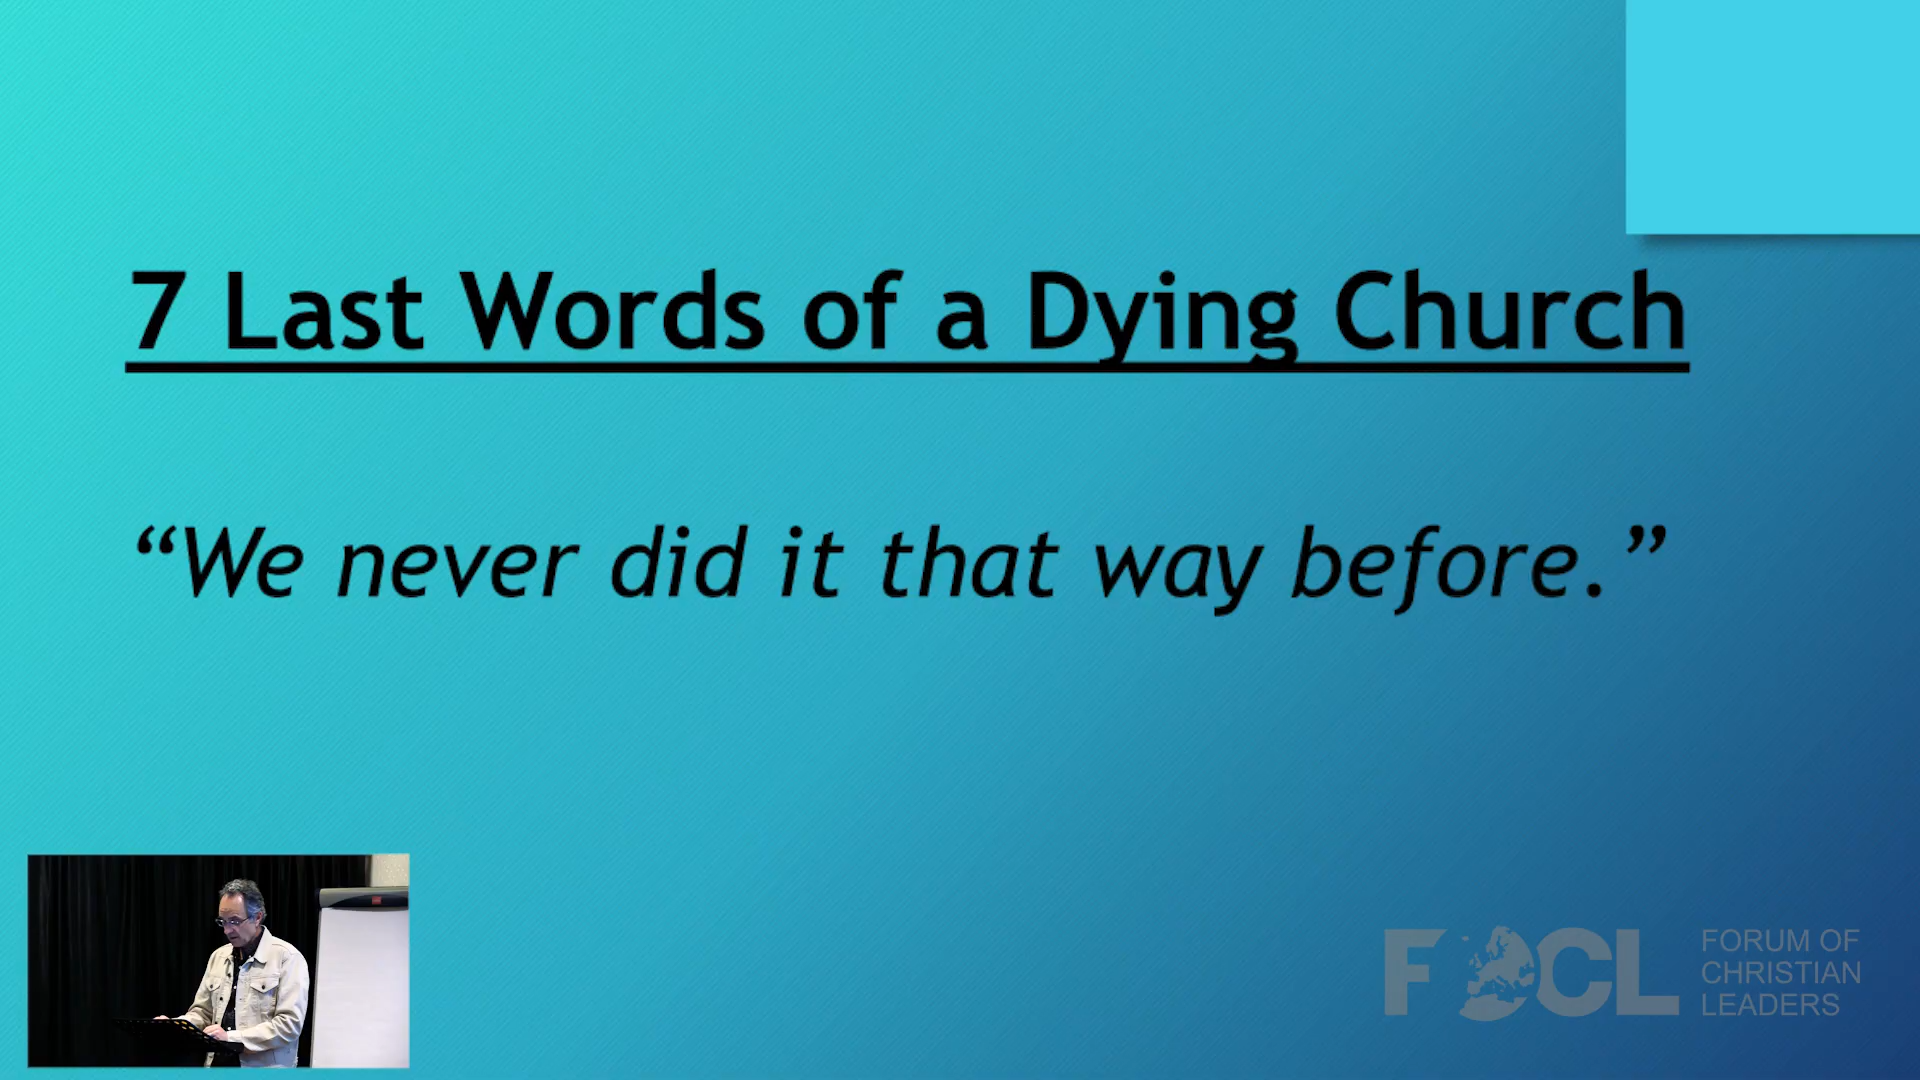 7 Last Words of a Dying Church
“We never did it that way before.”
FOCL
FORUM OF
CHRISTIAN
LEADERS